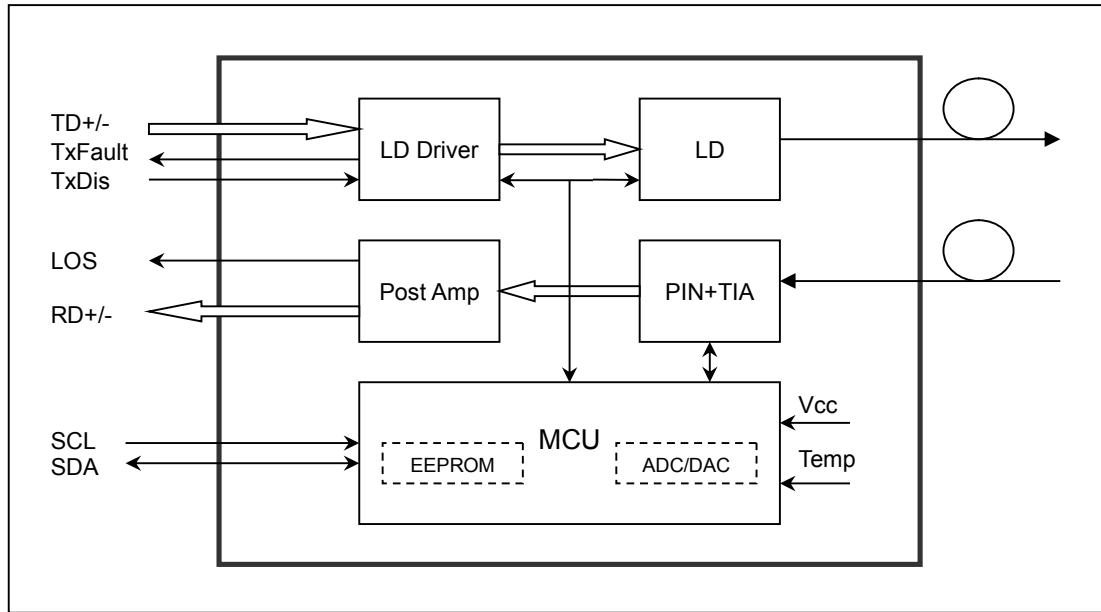 TD+/-
TxFault
TxDis
LD Driver
LD
LOS
RD+/-
Post Amp
PIN+TIA
SCL
SDA
MCU
EEPROM
ADC/DAC
Vcc
Temp